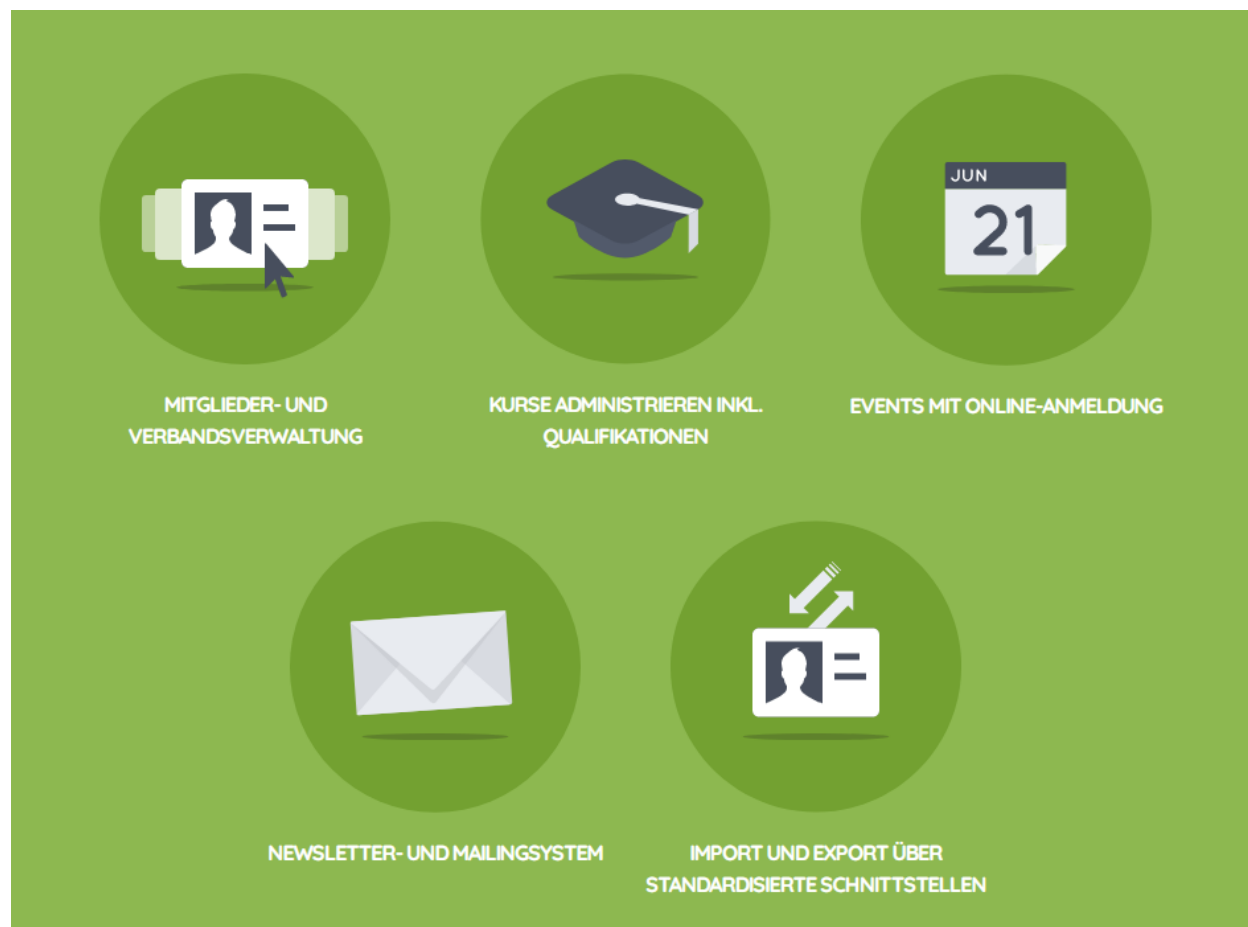 JUN
21
MITGLIEDER- UND
VERBANDSVERWALTUNG
KURSE ADMINISTRIEREN INKL.
QUALIFIKATIONEN
EVENTS MIT ONLINE-ANMELDUNG
NEWSLETTER- UND MAILINGSYSTEM
IMPORT UND EXPORT ÜBER
STANDARDISIERTE SCHNITTSTELLEN